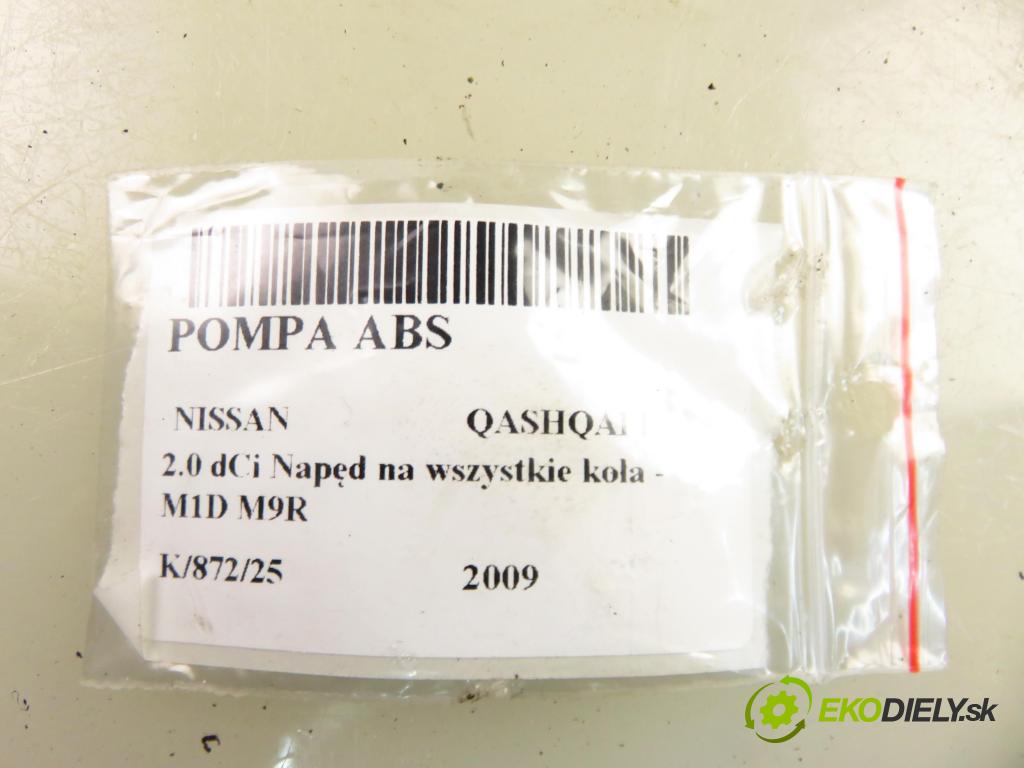 POMPA ABS
NISSAN QASHQAI
2.0 dCi Napęd na wszystkie koła -
M1D M9R
K/872/25 2009
EKODIELY.sk